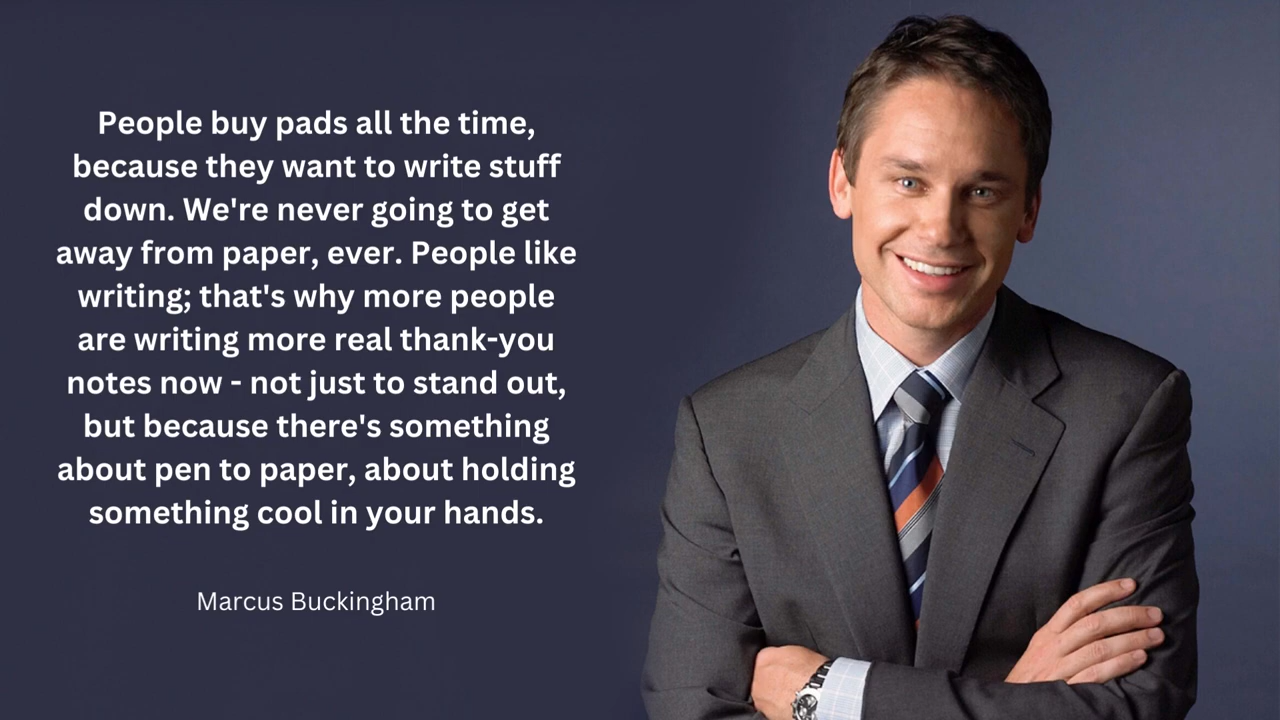 People buy pads all the time,
because they want to write stuff
down. We're never going to get
away from paper, ever. People like
writing; that's why more people
are writing more real thank-you
notes now - not just to stand out,
but because there's something
about pen to paper, about holding
something cool in your hands.
Marcus Buckingham